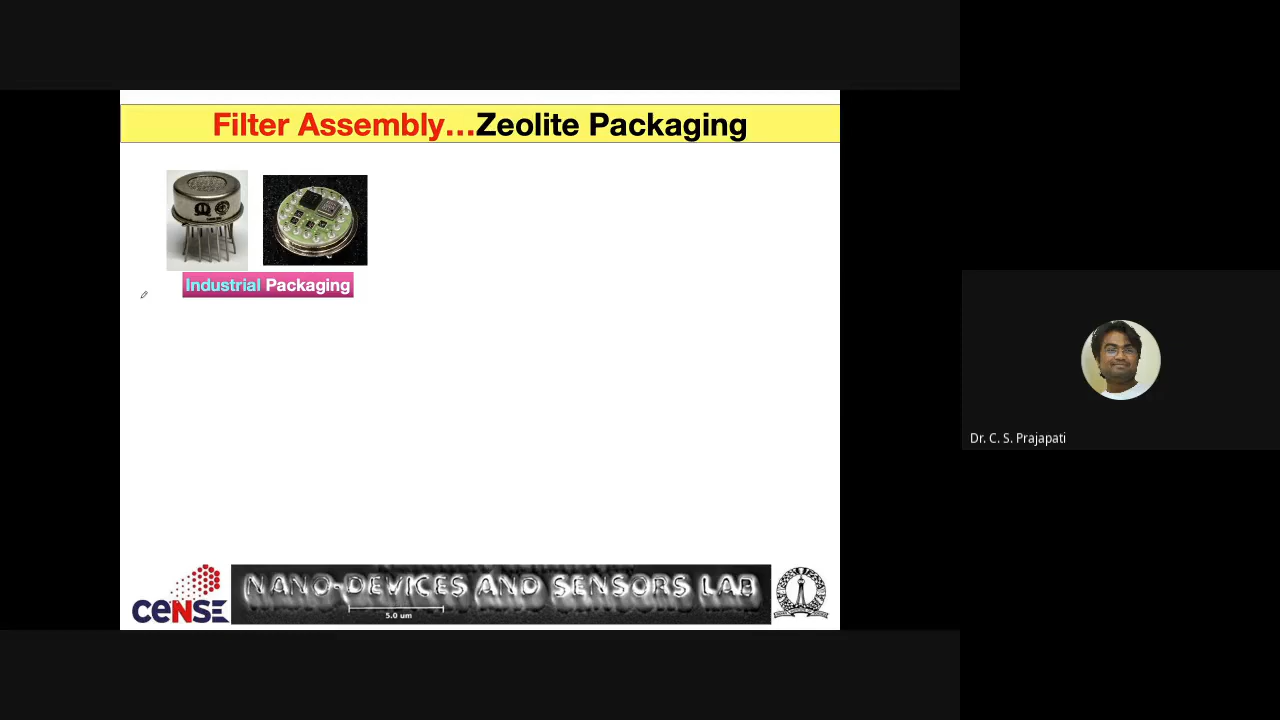 Filter Assembly...Zeolite Packaging
Industrial Packaging
CeNSE
NANO-DEVICES AND SENSORS LAB
5.0 um
Dr. C. S. Prajapati